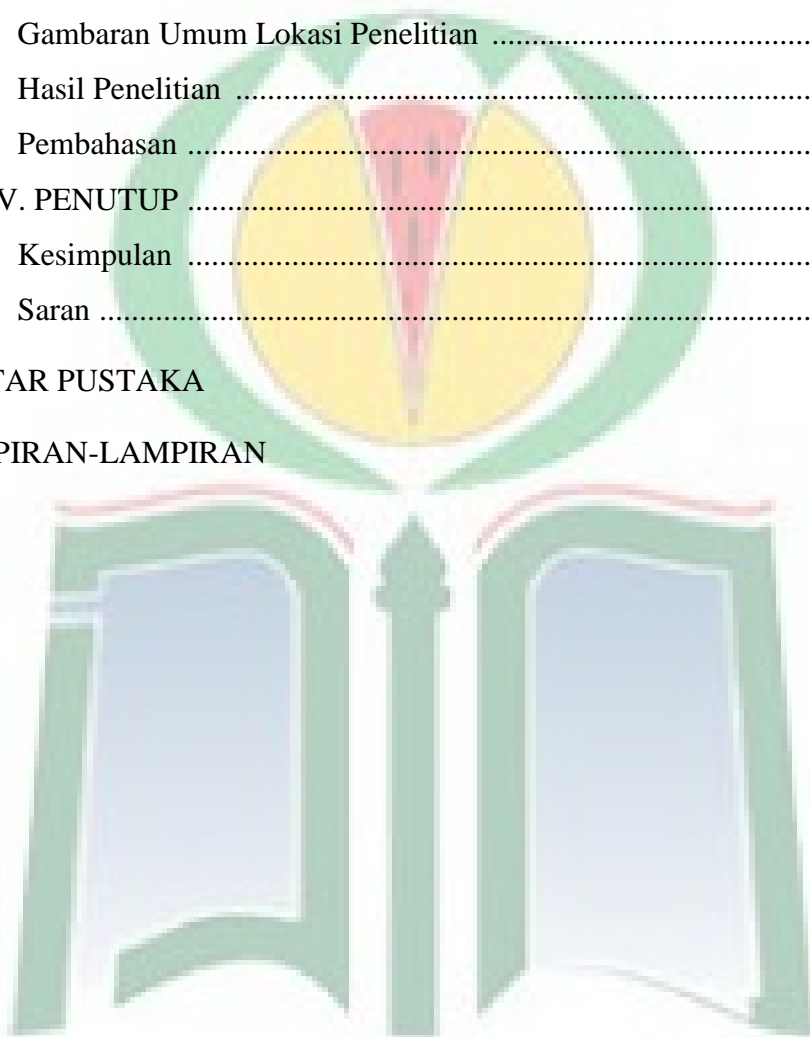 Gambaran Umum Lokasi Penelitian ........................................
Hasil Penelitian ........................................................................
Pembahasan ..............................................................................
V. PENUTUP ..............................................................................
Kesimpulan ..............................................................................
Saran .........................................................................................
TAR PUSTAKA
PIRAN-LAMPIRAN